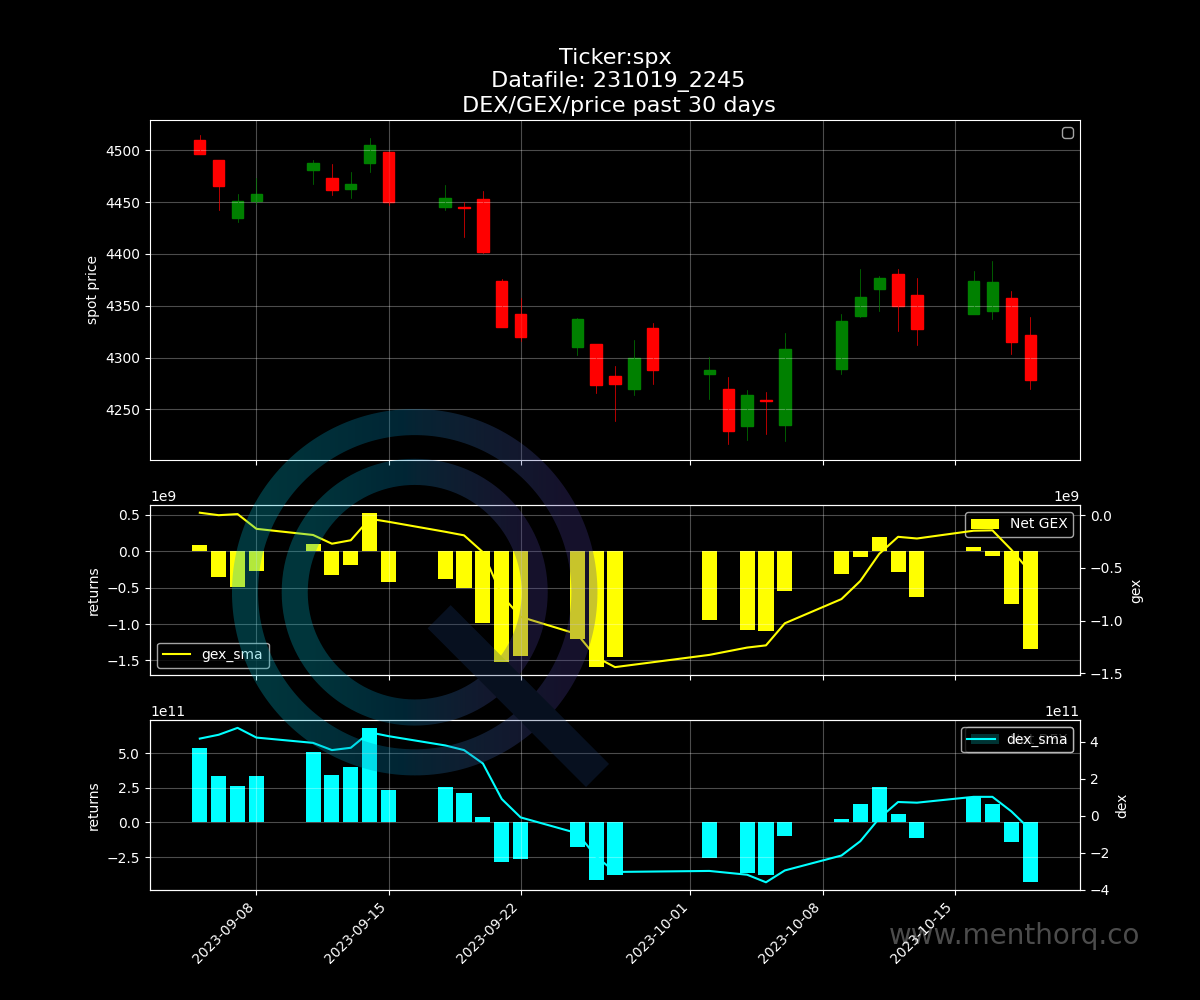 Ticker:spx
Datafile: 231019_2245
DEX/GEX/price past 30 days
4500
4450
4400
4350
4300
4250
spot price
1e9
1e9
0.5
0.0
−0.5
−1.0
−1.5
returns
Net GEX
gex_sma
0.0
−0.5
−1.0
−1.5
gex
1e11
1e11
5.0
2.5
0.0
−2.5
returns
dex_sma
4
2
0
−2
−4
dex
2023-09-08
2023-09-15
2023-09-22
2023-10-01
2023-10-08
2023-10-15
www.menthorq.co